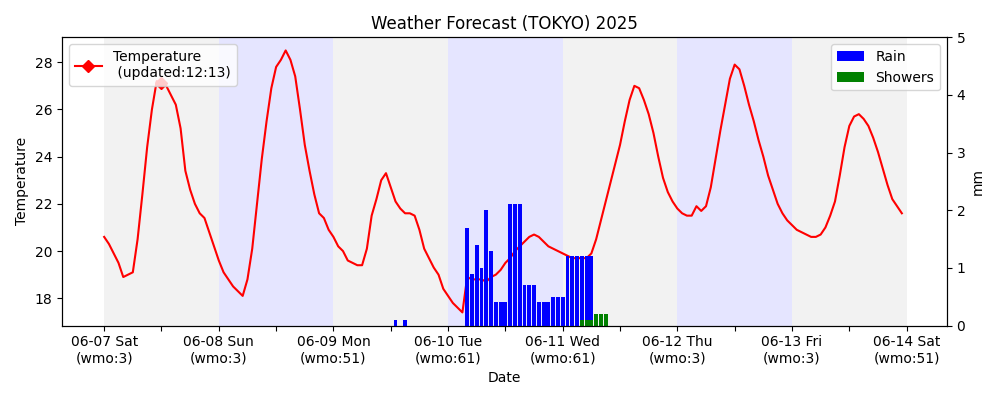 Weather Forecast (TOKYO) 2025
Temperature
(updated:12:13)
Rain
Showers
28
26
24
22
20
18
Temperature
5
4
3
2
1
0
mm
06-07 Sat
(wmo:3)
06-08 Sun
(wmo:3)
06-09 Mon
(wmo:51)
06-10 Tue
(wmo:61)
06-11 Wed
(wmo:61)
06-12 Thu
(wmo:3)
06-13 Fri
(wmo:3)
06-14 Sat
(wmo:51)
Date